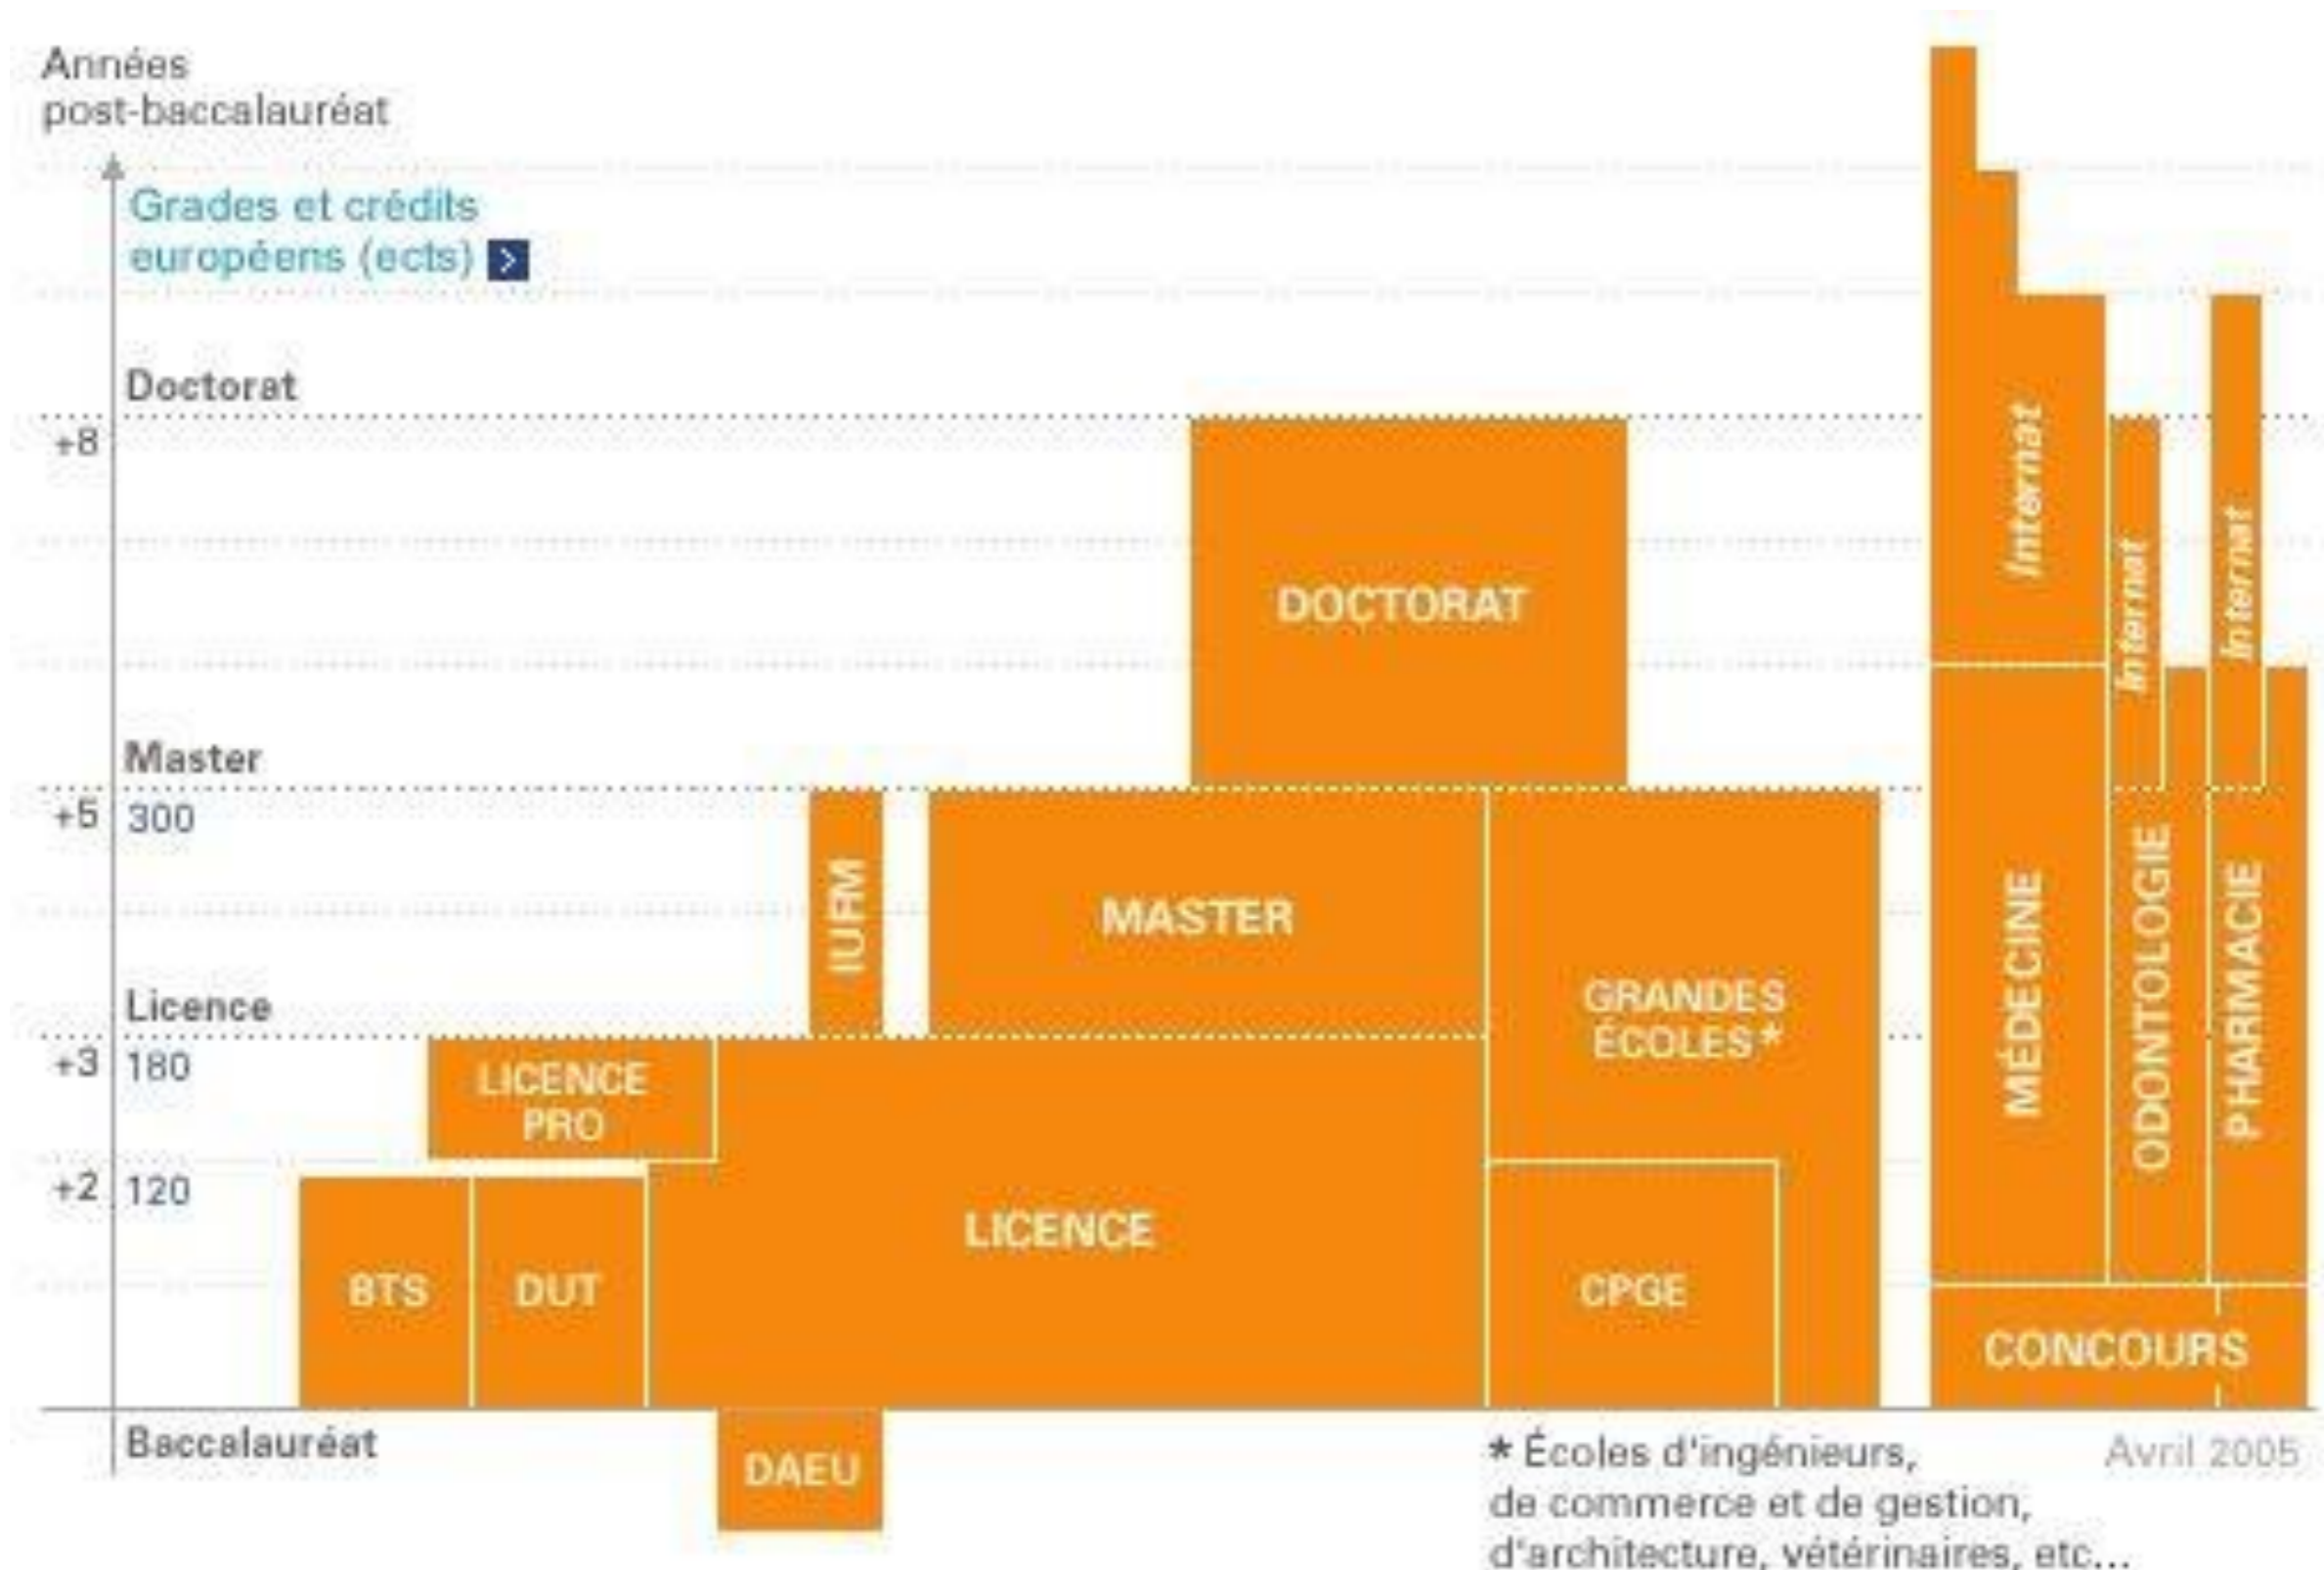 Années
post-baccalauréat
Grades et crédits
européens (ects)
Doctorat
+8
Internat
Internat
Internat
DOCTORAT
Master
+5 300
IUFM
MASTER
GRANDES
ÉCOLES*
MÉDECINE
ODONTOLOGIE
PHARMACIE
Licence
+3 180
LICENCE
PRO
+2 120
LICENCE
BTS
DUT
CPGE
CONCOURS
Baccalauréat
DAEU
* Écoles d'ingénieurs,
de commerce et de gestion,
d'architecture, vétérinaires, etc...
Avril 2005